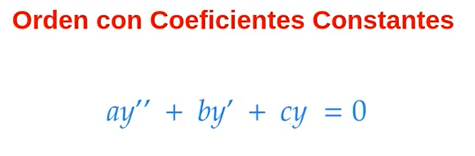 Orden con Coeficientes Constantes
ay′′ + by′ + cy = 0